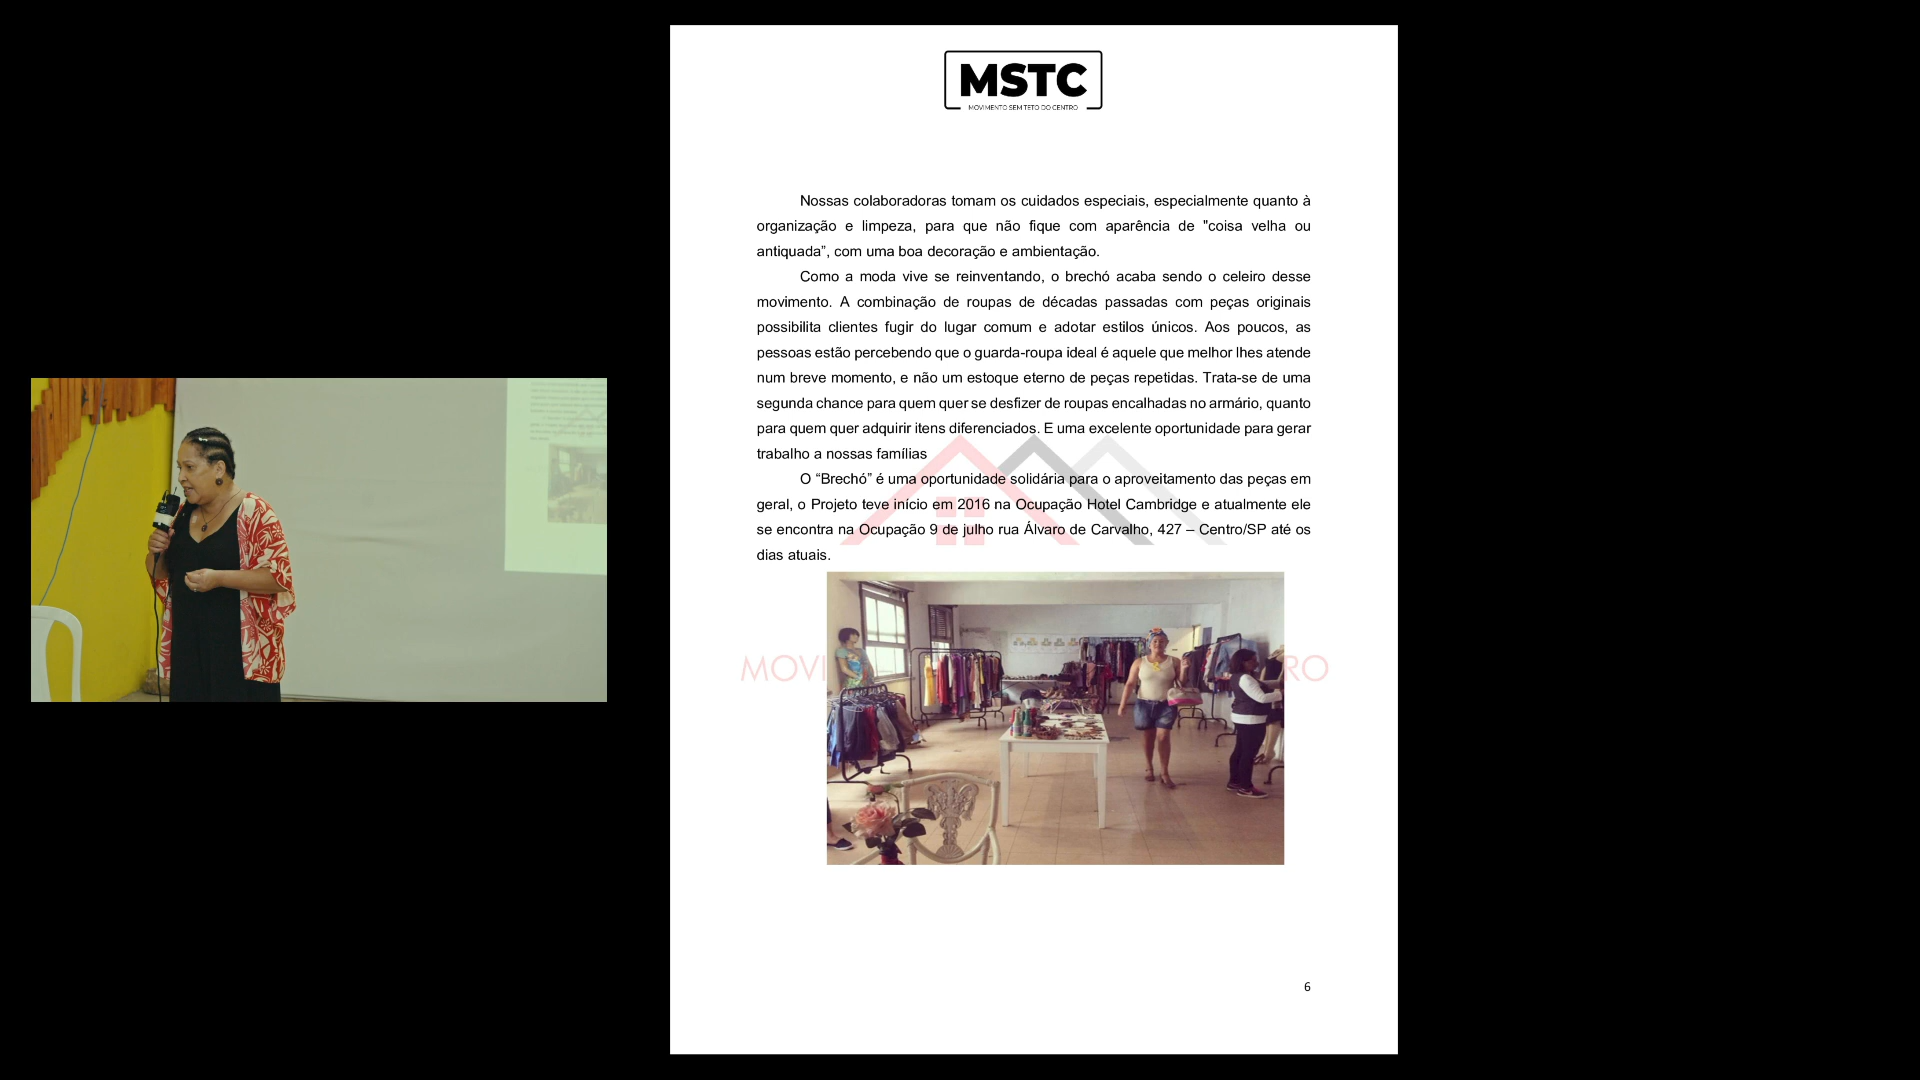 MSTC
MOVIMENTO SEM TETO DO CENTRO
Nossas colaboradoras tomam os cuidados especiais, especialmente quanto à
organização e limpeza, para que não fique com aparência de "coisa velha ou
antiquada”, com uma boa decoração e ambientação.
Como a moda vive se reinventando, o brechó acaba sendo o celeiro desse
movimento. A combinação de roupas de décadas passadas com peças originais
possibilita clientes fugir do lugar comum e adotar estilos únicos. Aos poucos, as
pessoas estão percebendo que o guarda-roupa ideal é aquele que melhor lhes atende
num breve momento, e não um estoque eterno de peças repetidas. Trata-se de uma
segunda chance para quem quer se desfizer de roupas encalhadas no armário, quanto
para quem quer adquirir itens diferenciados. E uma excelente oportunidade para gerar
trabalho a nossas famílias
O “Brechó” é uma oportunidade solidária para o aproveitamento das peças em
geral, o Projeto teve início em 2016 na Ocupação Hotel Cambridge e atualmente ele
se encontra na Ocupação 9 de julho rua Álvaro de Carvalho, 427 – Centro/SP até os
dias atuais.
MOVI RO
6